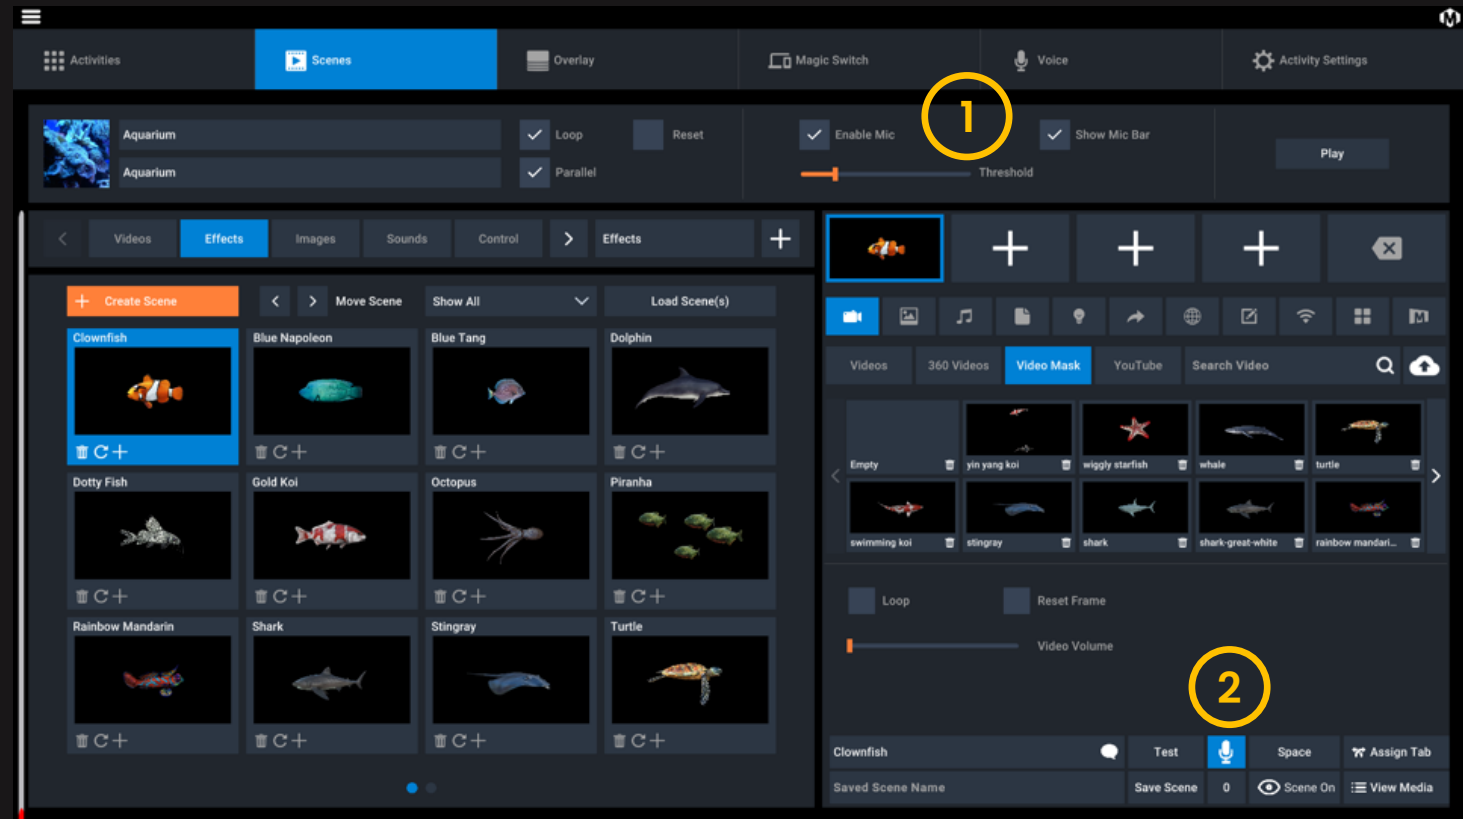 Activities
Scenes
Overlay
Magic Switch
Voice
Activity Settings
1
Aquarium
Loop
Reset
Enable Mic
Show Mic Bar
Play
Aquarium
Parallel
Threshold
Videos
Effects
Images
Sounds
Control
Effects
Create Scene
Move Scene
Show All
Load Scene(s)
Clownfish
Blue Napoleon
Blue Tang
Dolphin
Dotty Fish
Gold Koi
Octopus
Piranha
Rainbow Mandarin
Shark
Stingray
Turtle
Videos
360 Videos
Video Mask
YouTube
Search Video
Empty
yin yang koi
wiggly starfish
whale
turtle
swimming koi
stingray
shark
shark-great-white
rainbow mandari...
Loop
Reset Frame
Video Volume
2
Clownfish
Test
Space
Assign Tab
Saved Scene Name
Save Scene
0
Scene On
View Media